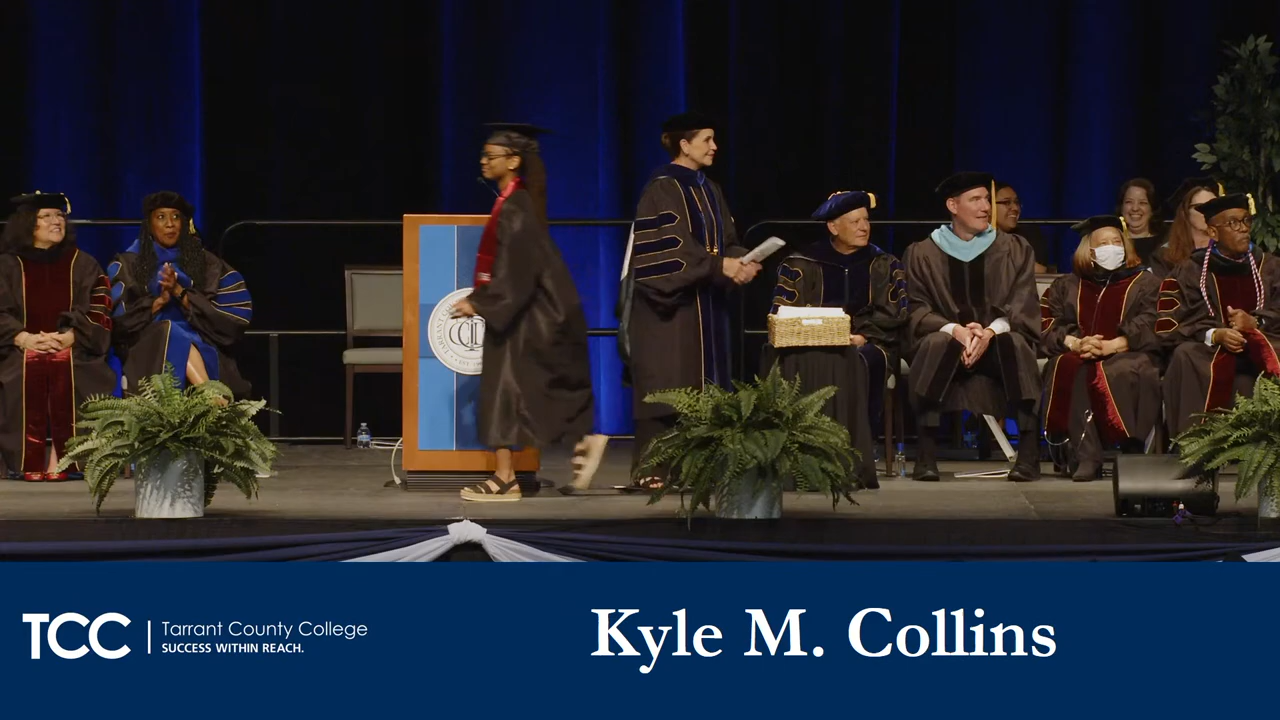 TCC
Tarrant County College
SUCCESS WITHIN REACH.
Kyle M. Collins